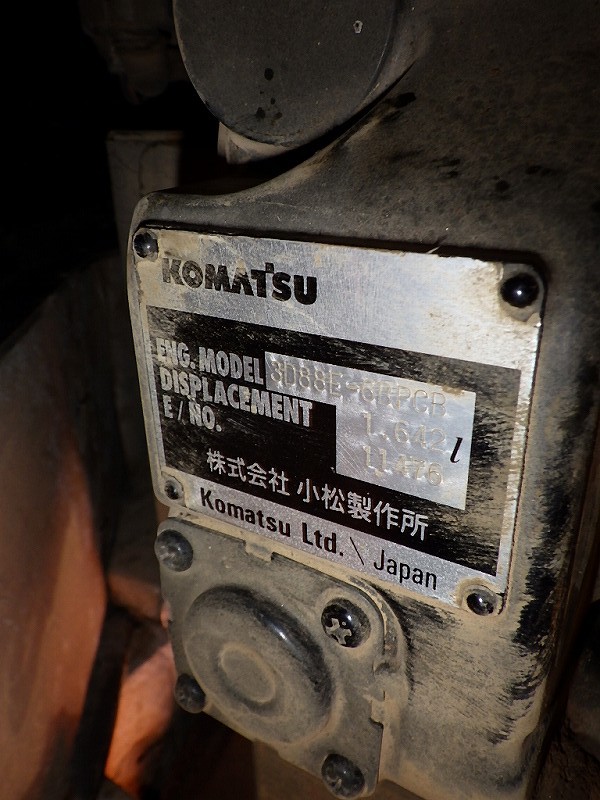 KOMATSU
ENG. MODEL
DISPLACEMENT 1.642 l
E / NO. 11476
株式会社 小松製作所
Komatsu Ltd. \ Japan